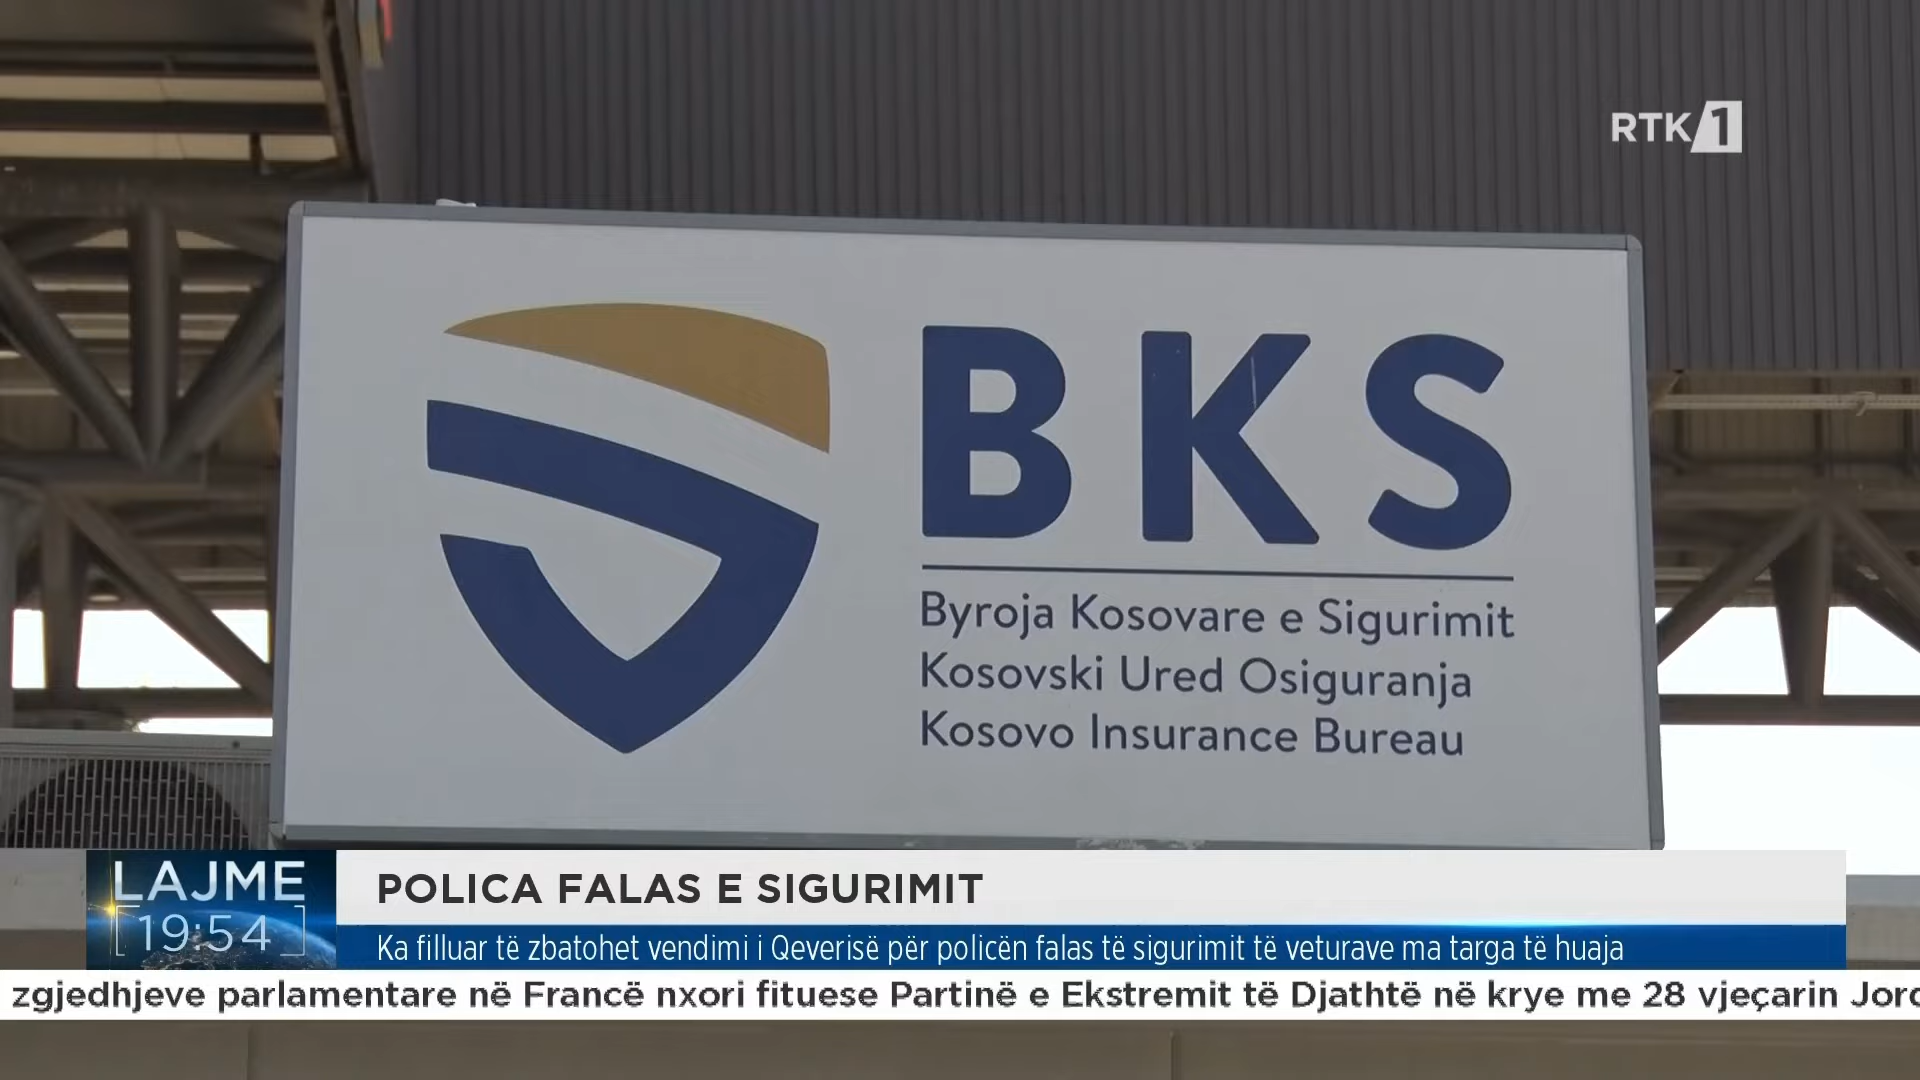 RTK 1
BKS
Byroja Kosovare e Sigurimit
Kosovski Ured Osiguranja
Kosovo Insurance Bureau
LAJME
19:54
POLICA FALAS E SIGURIMIT
Ka filluar të zbatohet vendimi i Qeverisë për policën falas të sigurimit të veturave ma targa të huaja
zgjedhjeve parlamentare në Francë nxori fituese Partinë e Ekstremit të Djathtë në krye me 28 vjeçarin